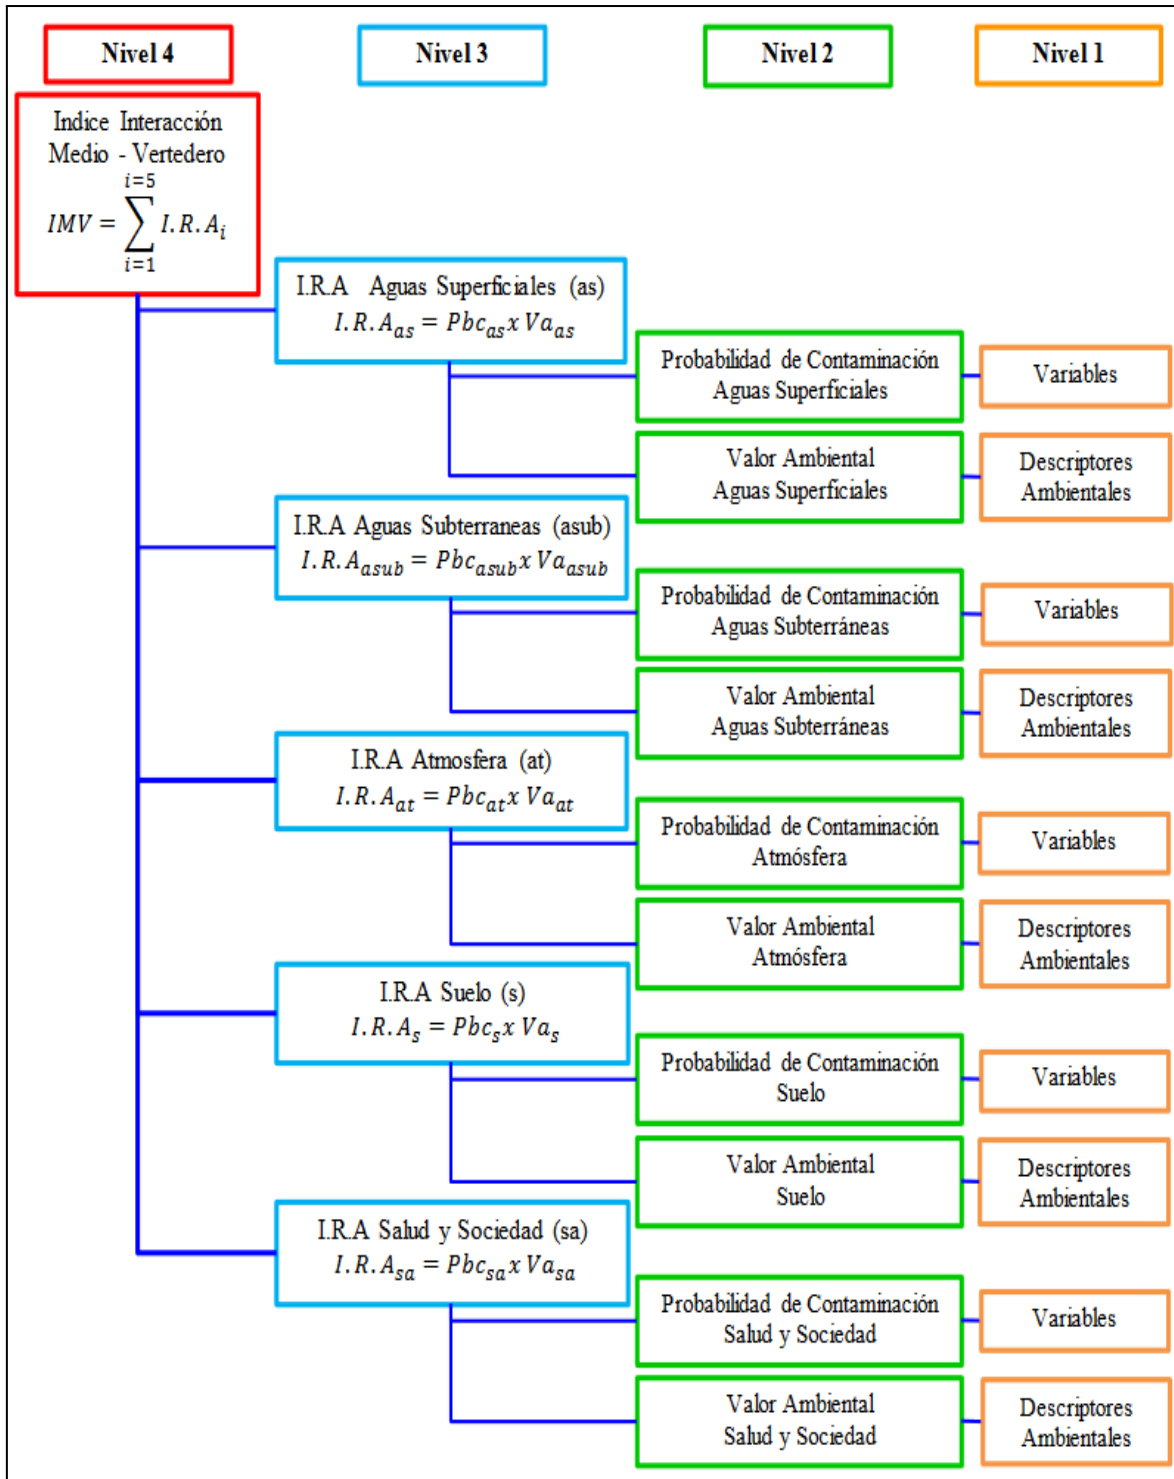 Nivel 4
Nivel 3
Nivel 2
Nivel 1
Indice Interacción
Medio - Vertedero
i=5
IMV = ∑ I.R.A_i
i=1
I.R.A Aguas Superficiales (as)
I.R.A_as = Pbc_as x Va_as
Probabilidad de Contaminación
Aguas Superficiales
Variables
Valor Ambiental
Aguas Superficiales
Descriptores
Ambientales
I.R.A Aguas Subterraneas (asub)
I.R.A_asub = Pbc_asub x Va_asub
Probabilidad de Contaminación
Aguas Subterráneas
Variables
Valor Ambiental
Aguas Subterráneas
Descriptores
Ambientales
I.R.A Atmosfera (at)
I.R.A_at = Pbc_at x Va_at
Probabilidad de Contaminación
Atmósfera
Variables
Valor Ambiental
Atmósfera
Descriptores
Ambientales
I.R.A Suelo (s)
I.R.A_s = Pbc_s x Va_s
Probabilidad de Contaminación
Suelo
Variables
Valor Ambiental
Suelo
Descriptores
Ambientales
I.R.A Salud y Sociedad (sa)
I.R.A_sa = Pbc_sa x Va_sa
Probabilidad de Contaminación
Salud y Sociedad
Variables
Valor Ambiental
Salud y Sociedad
Descriptores
Ambientales